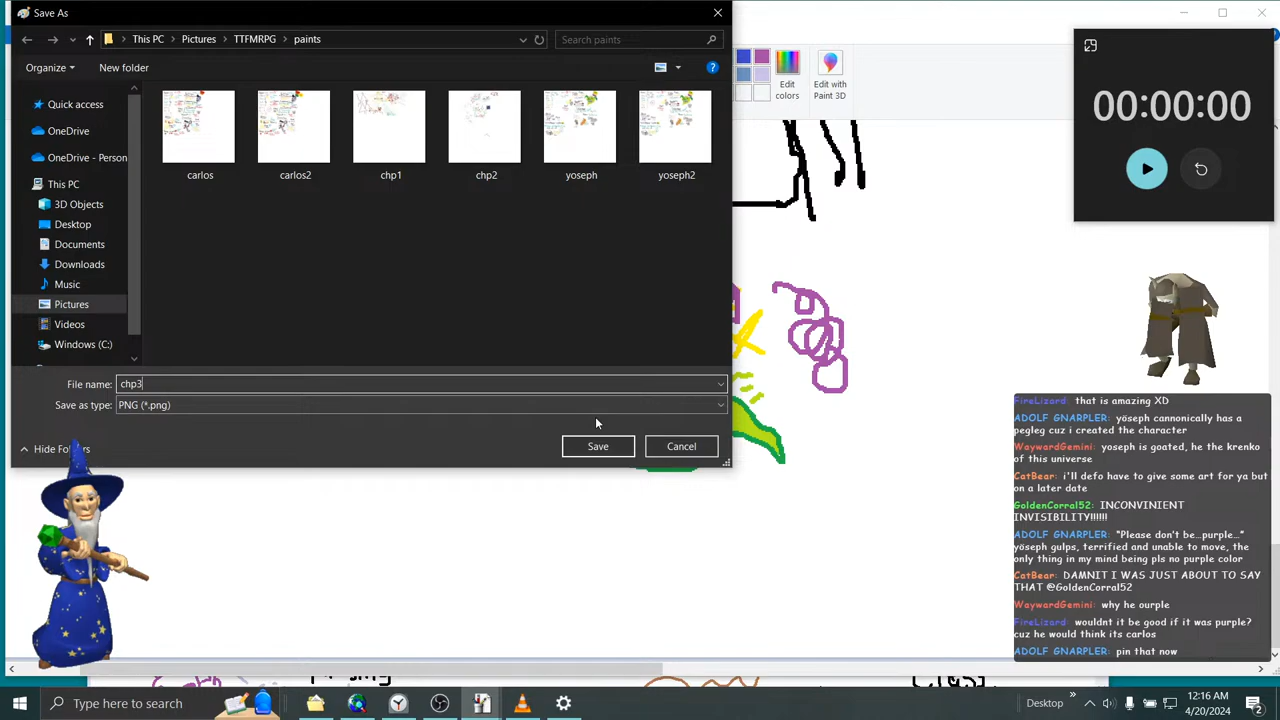 Save As
This PC
Pictures
TTFMRPG
paints
Search paints
Quick access
OneDrive
OneDrive - Person
This PC
3D Objects
Desktop
Documents
Downloads
Music
Pictures
Videos
Windows (C:)
carlos
carlos2
chp1
chp2
yoseph
yoseph2
File name: chp3
Save as type: PNG (*.png)
Hide Folders
Save
Cancel
Edit colors
Edit with Paint 3D
00:00:00
FireLizard: that is amazing XD
ADOLF GNARPLER: yöseph cannonically has a
pegleg cuz i created the character
WaywardGemini: yoseph is goated, he the krenko
of this universe
CatBear: i'll defo have to give some art for ya but
on a later date
GoldenCorral52: INCONVINIENT
INVISIBILITY!!!!!!
ADOLF GNARPLER: "Please don't be...purple..."
yöseph gulps, terrified and unable to move, the
only thing in my mind being pls no purple color
CatBear: DAMNIT I WAS JUST ABOUT TO SAY
THAT @GoldenCorral52
WaywardGemini: why he ourple
FireLizard: wouldnt it be good if it was purple?
cuz he would think its carlos
ADOLF GNARPLER: pin that now
Type here to search
Desktop
12:16 AM
4/20/2024
2